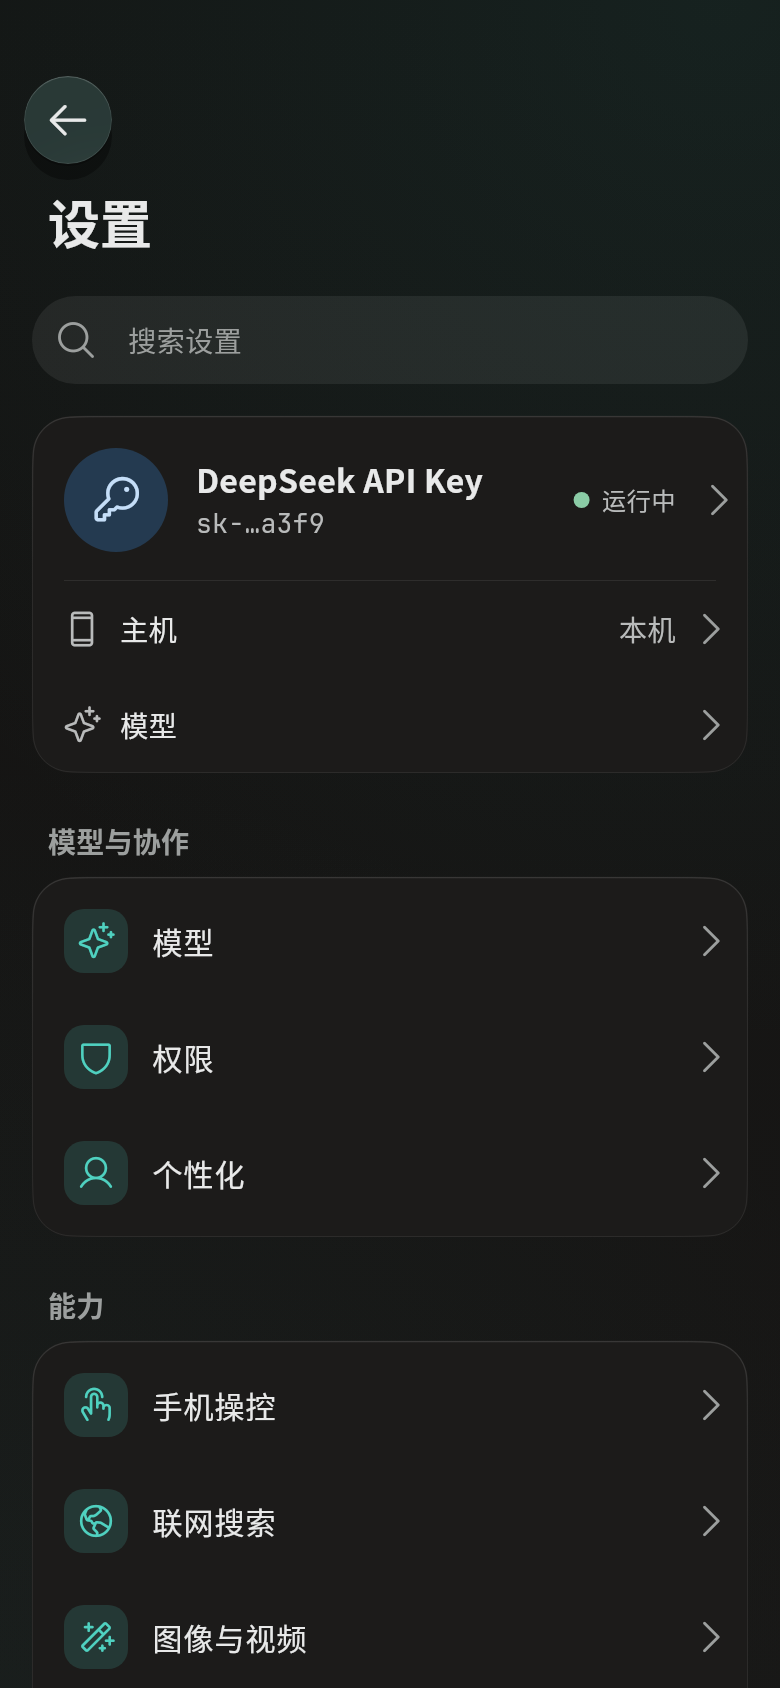 设置
搜索设置
DeepSeek API Key
sk-…a3f9
运行中
主机
本机
模型
模型与协作
模型
权限
个性化
能力
手机操控
联网搜索
图像与视频